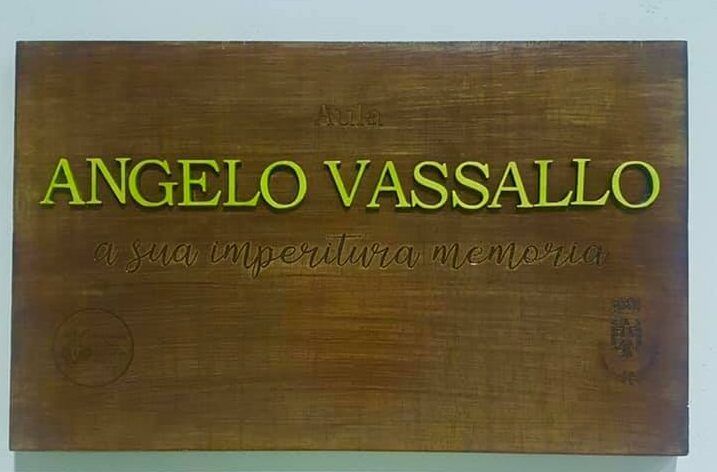 Aula
ANGELO VASSALLO
a sua imperitura memoria